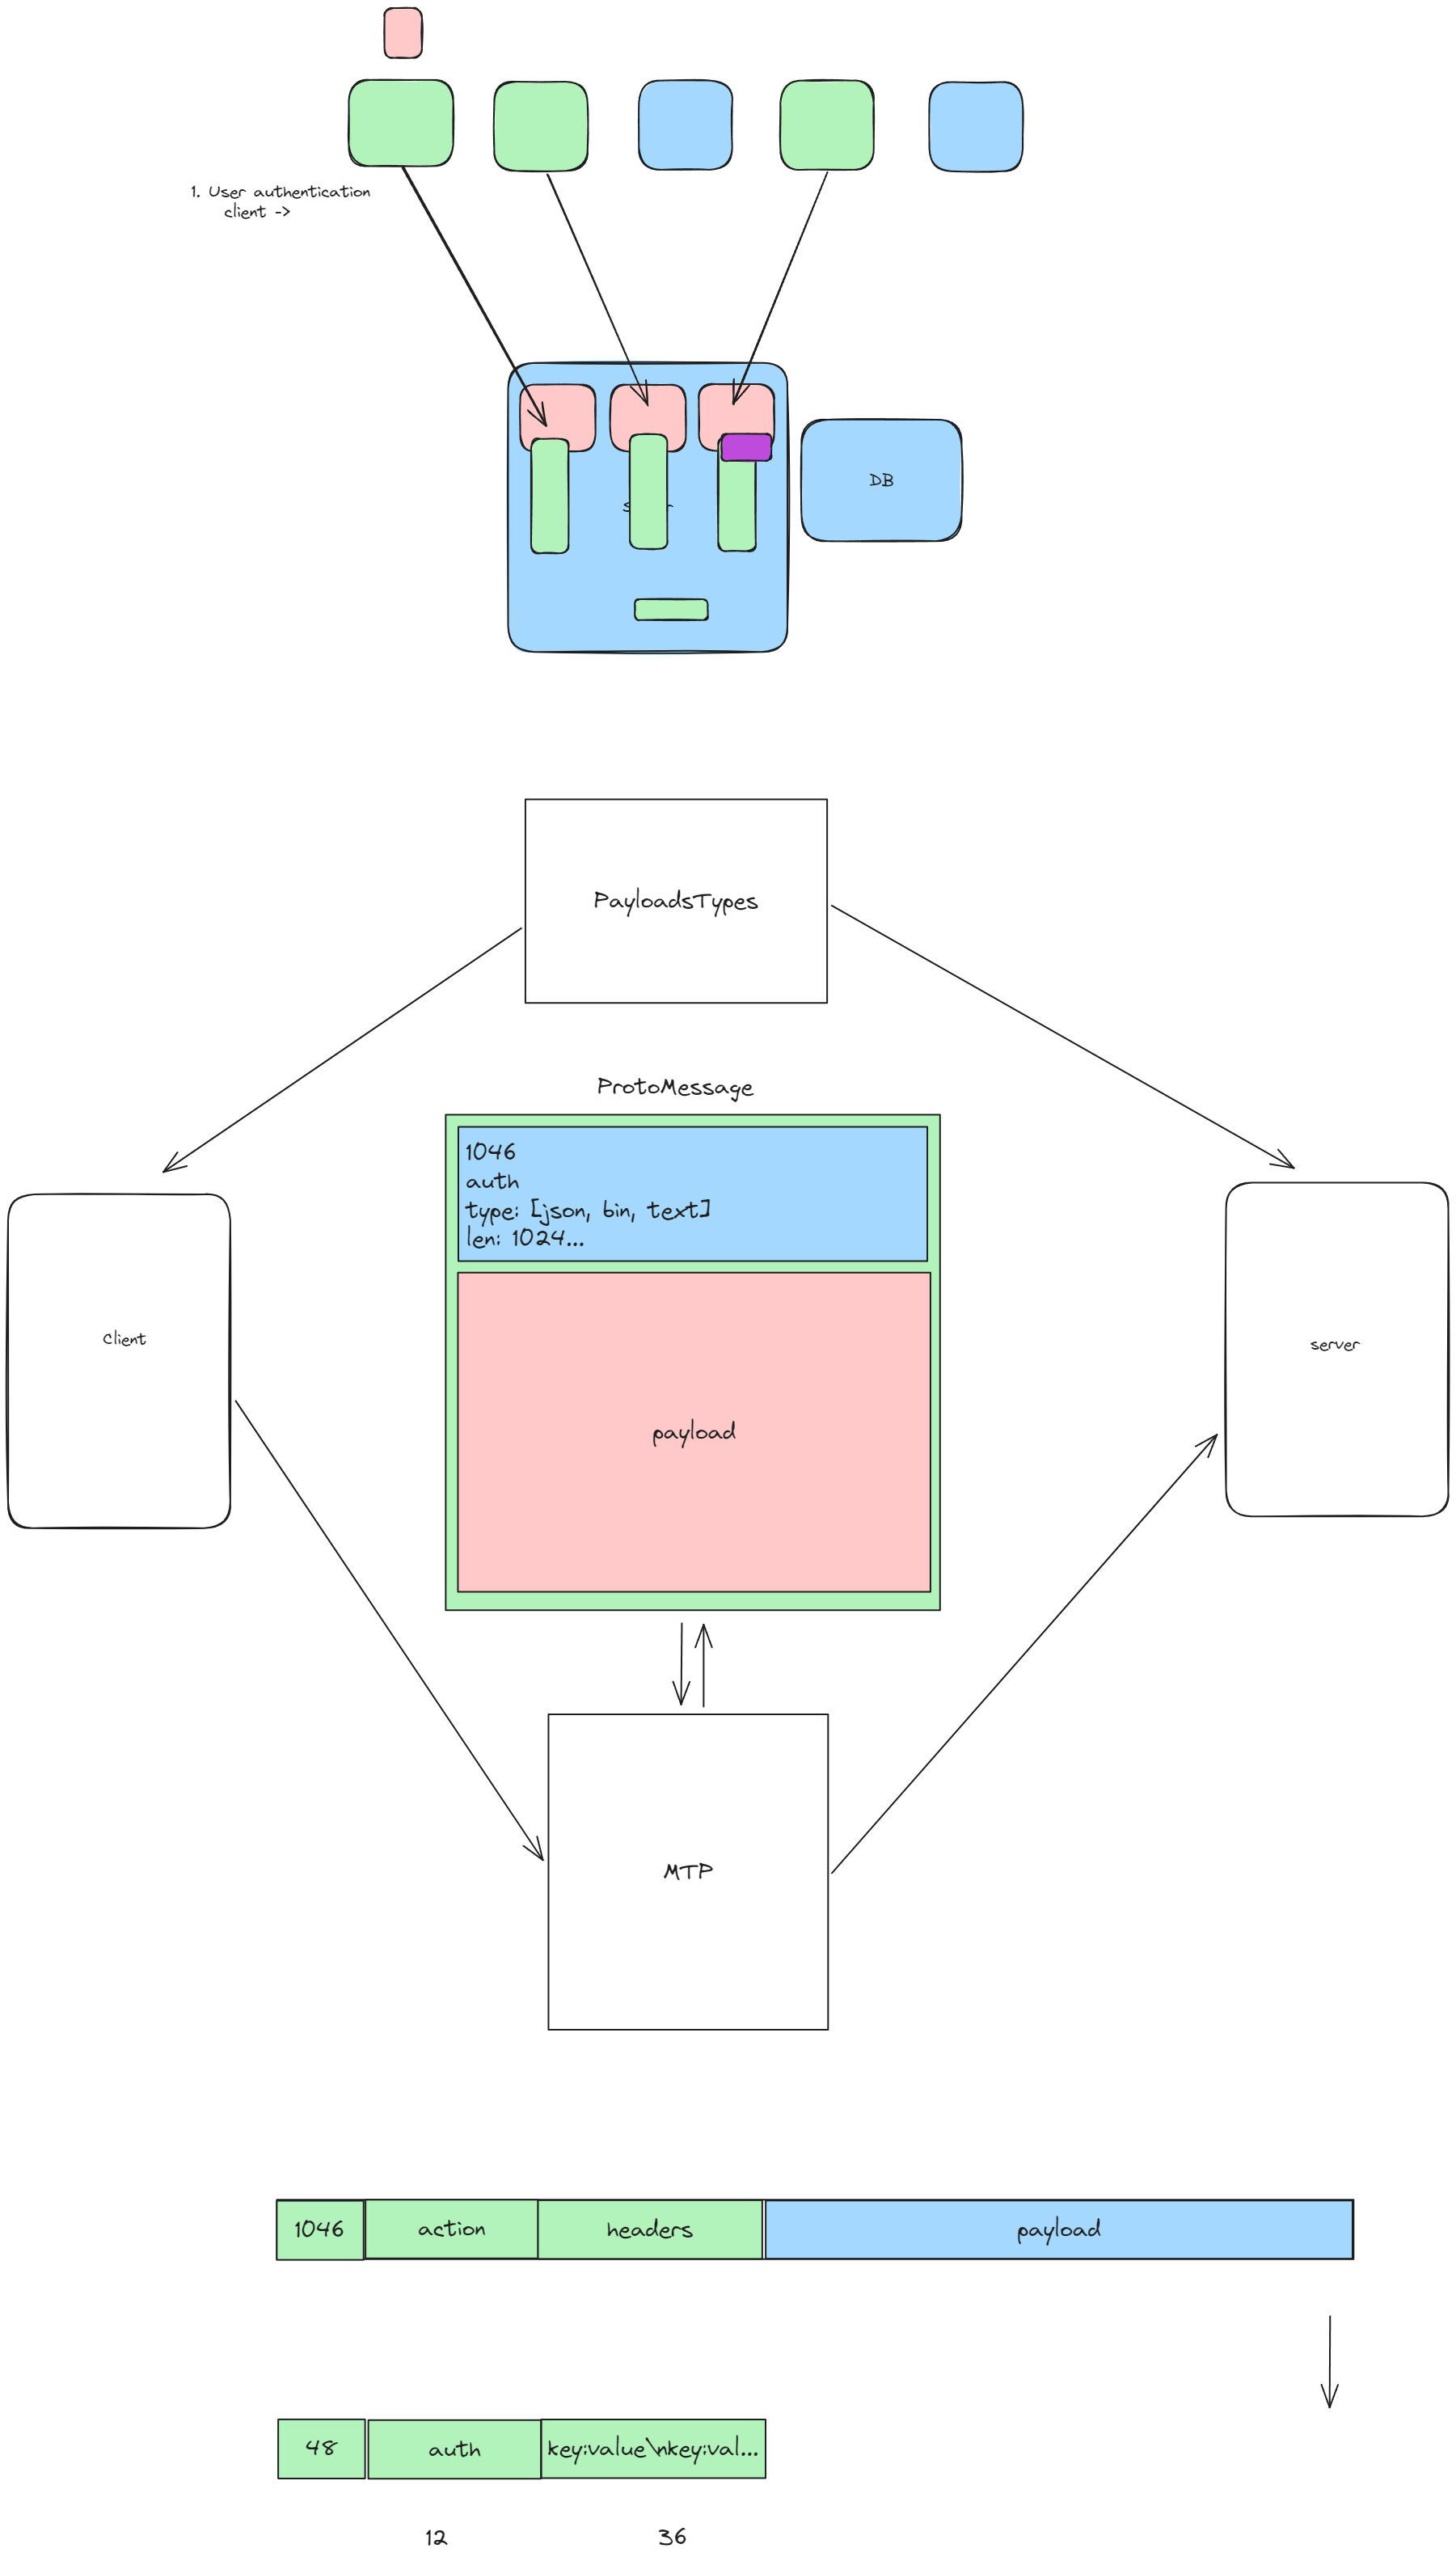 1. User authentication
client ->
DB
PayloadsTypes
ProtoMessage
1046
auth
type: [json, bin, text]
len: 1024...
Client
server
payload
MTP
1046 action headers payload
48 auth key:value\nkey:val...
12 36